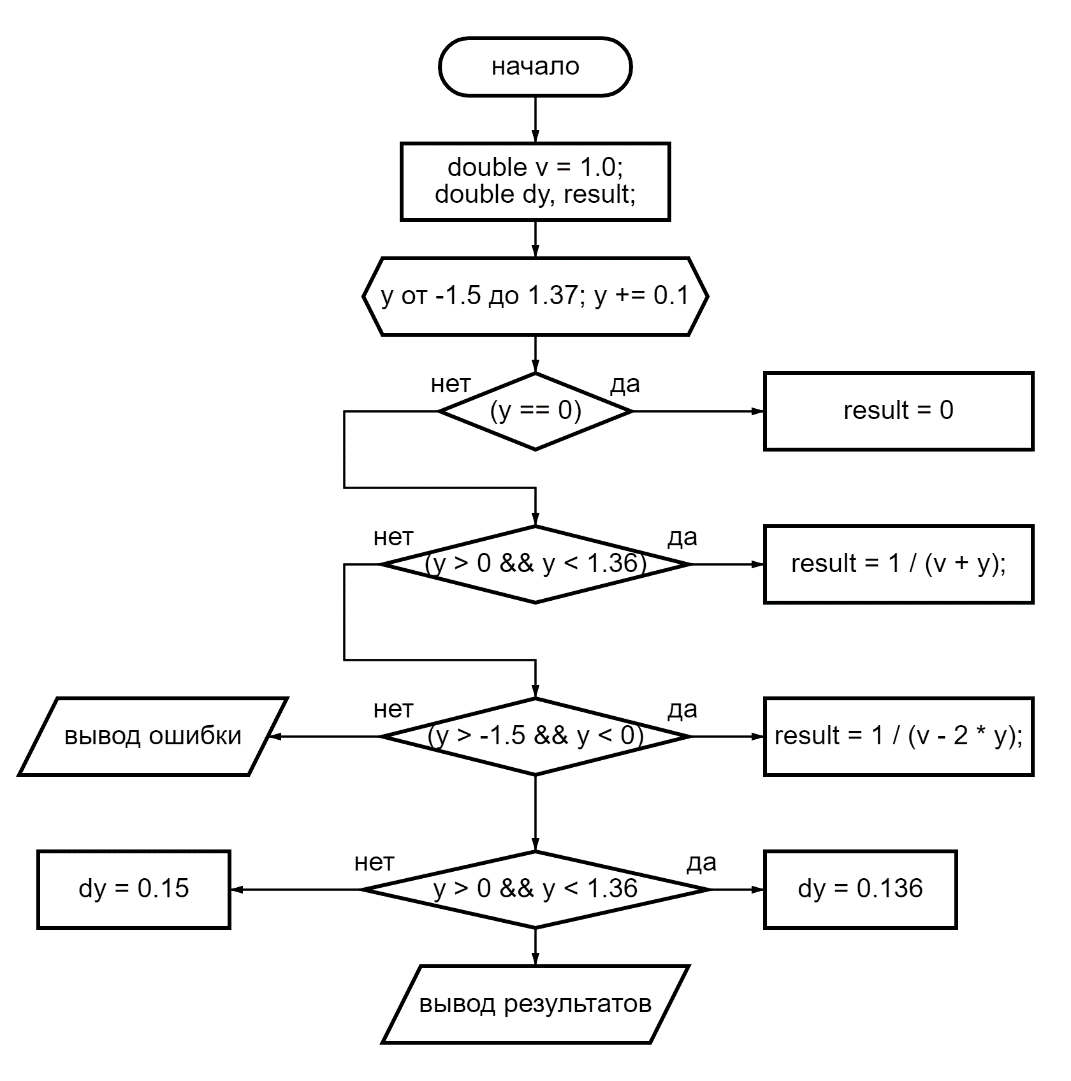 начало
double v = 1.0;
double dy, result;
y от -1.5 до 1.37; y += 0.1
нет
да
(y == 0)
result = 0
нет
да
(y > 0 && y < 1.36)
result = 1 / (v + y);
нет
да
вывод ошибки
(y > -1.5 && y < 0)
result = 1 / (v - 2 * y);
нет
да
dy = 0.15
y > 0 && y < 1.36
dy = 0.136
вывод результатов